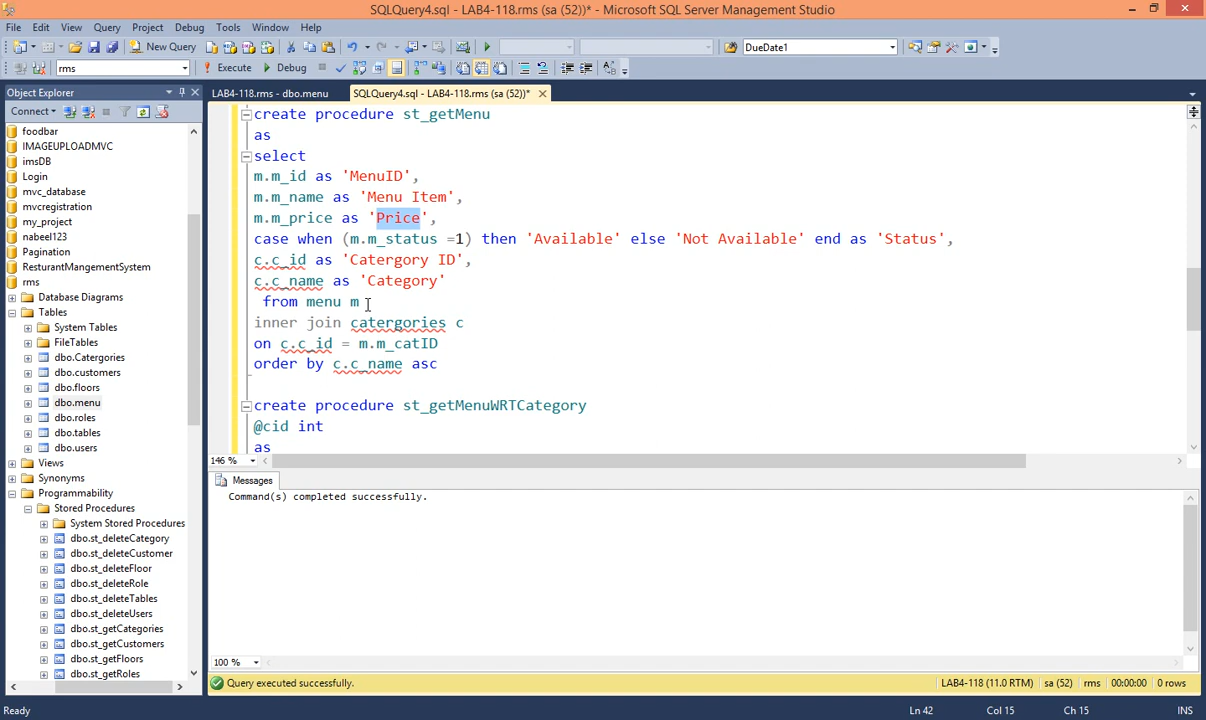 SQLQuery4.sql - LAB4-118.rms (sa (52))* - Microsoft SQL Server Management Studio
File Edit View Query Project Debug Tools Window Help
New Query DueDate1
rms Execute Debug
Object Explorer
LAB4-118.rms - dbo.menu SQLQuery4.sql - LAB4-118.rms (sa (52))*
Connect
foodbar
IMAGEUPLOADMVC
imsDB
Login
mvc_database
mvcregistration
my_project
nabeel123
Pagination
ResturantMangementSystem
rms
Database Diagrams
Tables
System Tables
FileTables
dbo.Catergories
dbo.customers
dbo.floors
dbo.menu
dbo.roles
dbo.tables
dbo.users
Views
Synonyms
Programmability
Stored Procedures
System Stored Procedures
dbo.st_deleteCategory
dbo.st_deleteCustomer
dbo.st_deleteFloor
dbo.st_deleteRole
dbo.st_deleteTables
dbo.st_deleteUsers
dbo.st_getCategories
dbo.st_getCustomers
dbo.st_getFloors
dbo.st_getRoles
create procedure st_getMenu
as
select
m.m_id as 'MenuID',
m.m_name as 'Menu Item',
m.m_price as 'Price',
case when (m.m_status =1) then 'Available' else 'Not Available' end as 'Status',
c.c_id as 'Catergory ID',
c.c_name as 'Category'
from menu m
inner join catergories c
on c.c_id = m.m_catID
order by c.c_name asc
create procedure st_getMenuWRTCategory
@cid int
as
146 %
Messages
Command(s) completed successfully.
100 %
Query executed successfully. LAB4-118 (11.0 RTM) sa (52) rms 00:00:00 0 rows
Ready Ln 42 Col 15 Ch 15 INS